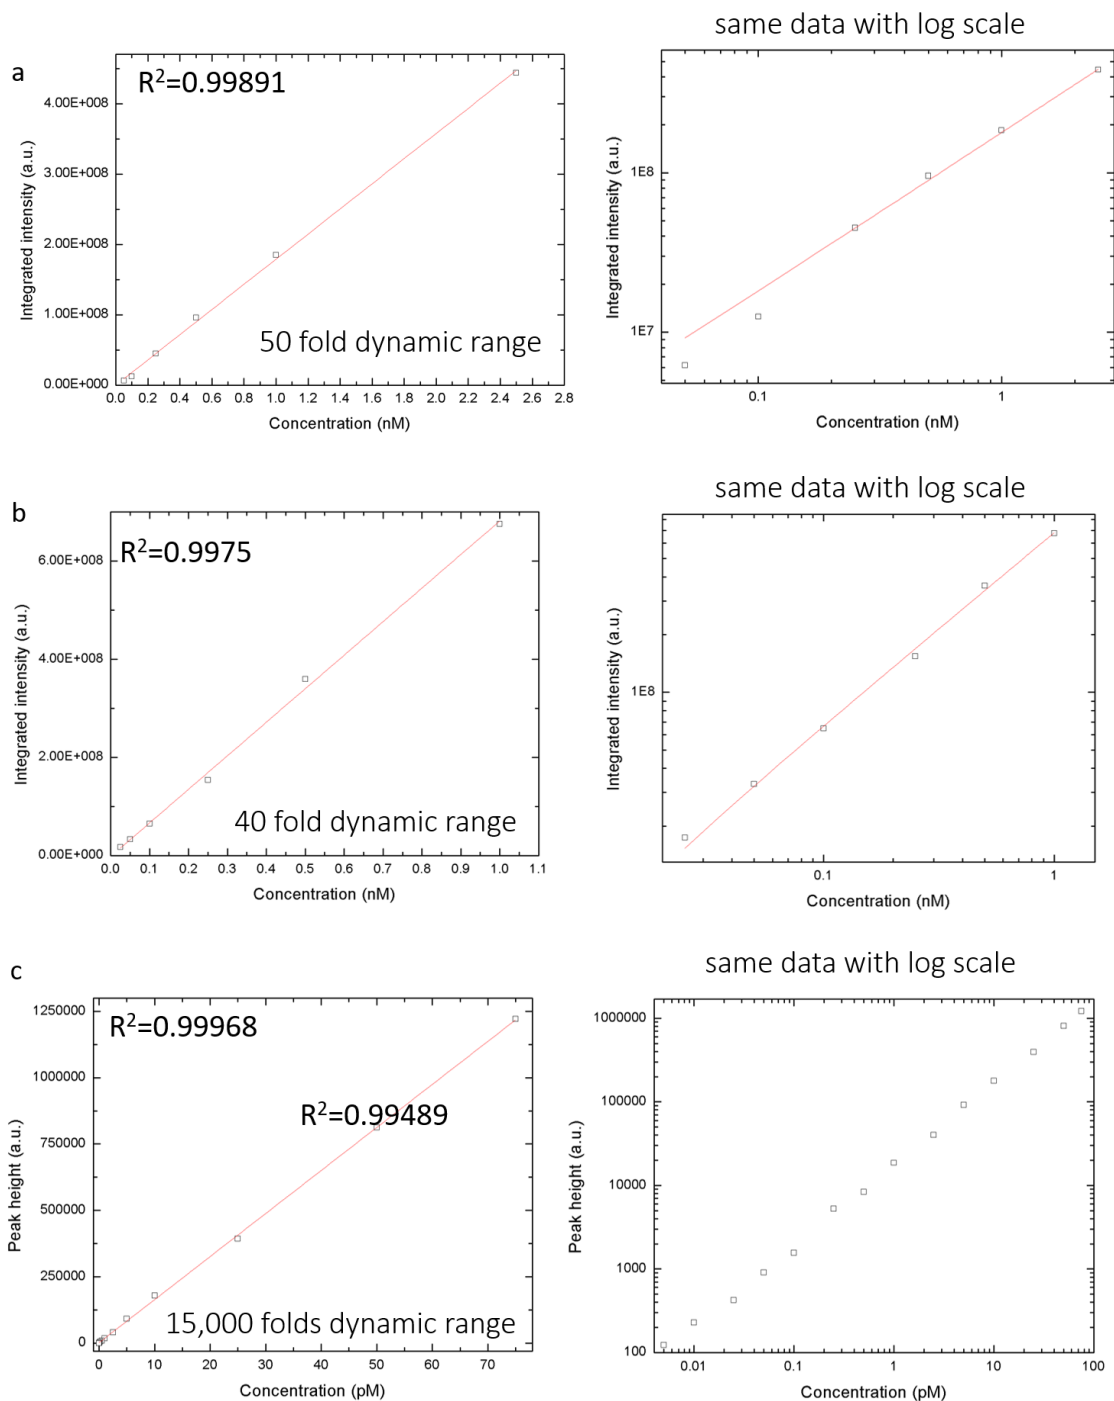 same data with log scale
a
R²=0.99891
4.00E+008
3.00E+008
2.00E+008
1.00E+008
0.00E+000
Integrated intensity (a.u.)
50 fold dynamic range
0.0 0.2 0.4 0.6 0.8 1.0 1.2 1.4 1.6 1.8 2.0 2.2 2.4 2.6 2.8
Concentration (nM)
1E8
1E7
Integrated intensity (a.u.)
0.1 1
Concentration (nM)
same data with log scale
b
R²=0.9975
6.00E+008
4.00E+008
2.00E+008
0.00E+000
Integrated intensity (a.u.)
40 fold dynamic range
0.0 0.1 0.2 0.3 0.4 0.5 0.6 0.7 0.8 0.9 1.0 1.1
Concentration (nM)
1E8
Integrated intensity (a.u.)
0.1 1
Concentration (nM)
same data with log scale
c
R²=0.99968
R²=0.99489
1250000
1000000
750000
500000
250000
0
Peak height (a.u.)
15,000 folds dynamic range
0 10 20 30 40 50 60 70
Concentration (pM)
1000000
100000
10000
1000
100
Peak height (a.u.)
0.01 0.1 1 10 100
Concentration (pM)